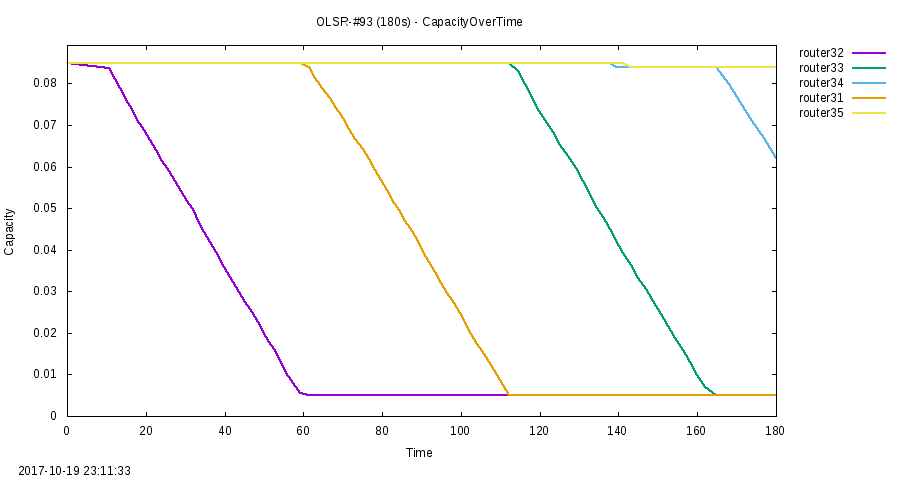 OLSR-#93 (180s) - CapacityOverTime
router32
router33
router34
router31
router35
0.08
0.07
0.06
0.05
0.04
0.03
0.02
0.01
0
Capacity
0 20 40 60 80 100 120 140 160 180
Time
2017-10-19 23:11:33